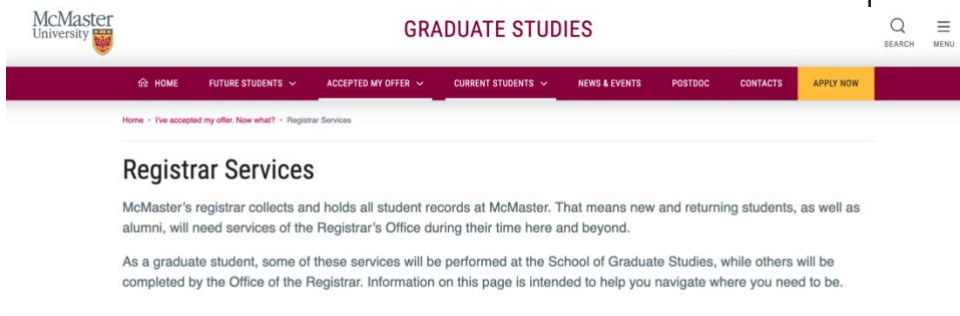 McMaster
University
GRADUATE STUDIES
SEARCH
MENU
HOME
FUTURE STUDENTS
ACCEPTED MY OFFER
CURRENT STUDENTS
NEWS & EVENTS
POSTDOC
CONTACTS
APPLY NOW
Home • I've accepted my offer. Now what? • Registrar Services
Registrar Services
McMaster's registrar collects and holds all student records at McMaster. That means new and returning students, as well as
alumni, will need services of the Registrar's Office during their time here and beyond.
As a graduate student, some of these services will be performed at the School of Graduate Studies, while others will be
completed by the Office of the Registrar. Information on this page is intended to help you navigate where you need to be.